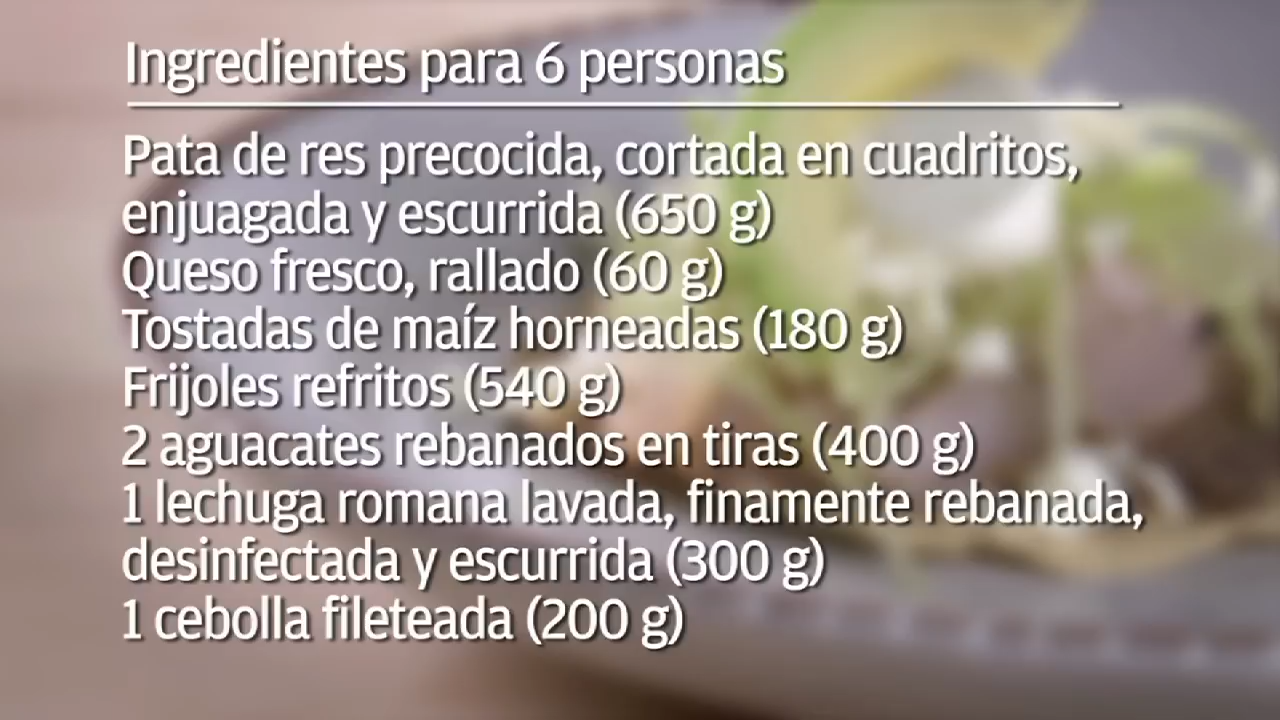 Ingredientes para 6 personas
Pata de res precocida, cortada en cuadritos,
enjuagada y escurrida (650 g)
Queso fresco, rallado (60 g)
Tostadas de maíz horneadas (180 g)
Frijoles refritos (540 g)
2 aguacates rebanados en tiras (400 g)
1 lechuga romana lavada, finamente rebanada,
desinfectada y escurrida (300 g)
1 cebolla fileteada (200 g)